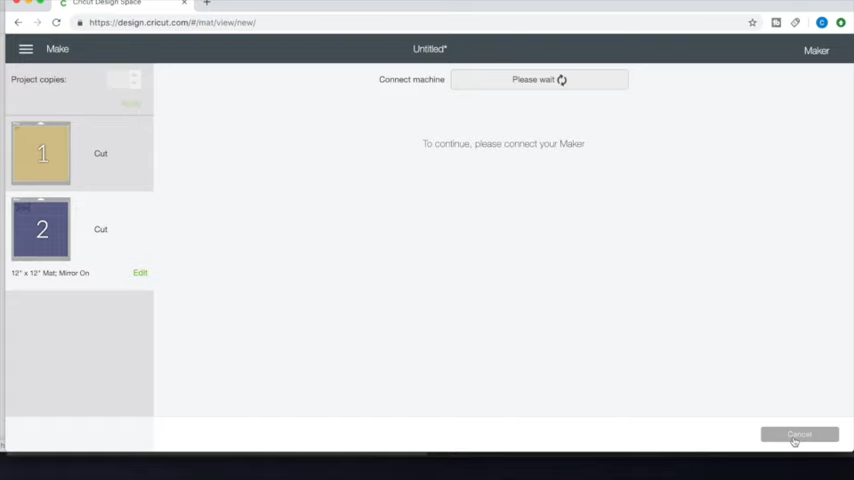 Cricut Design Space
https://design.cricut.com/#/mat/view/new/
Make
Untitled*
Maker
Project copies:
Connect machine
Please wait
To continue, please connect your Maker
1
Cut
2
Cut
12" x 12" Mat; Mirror On
Edit
Cancel